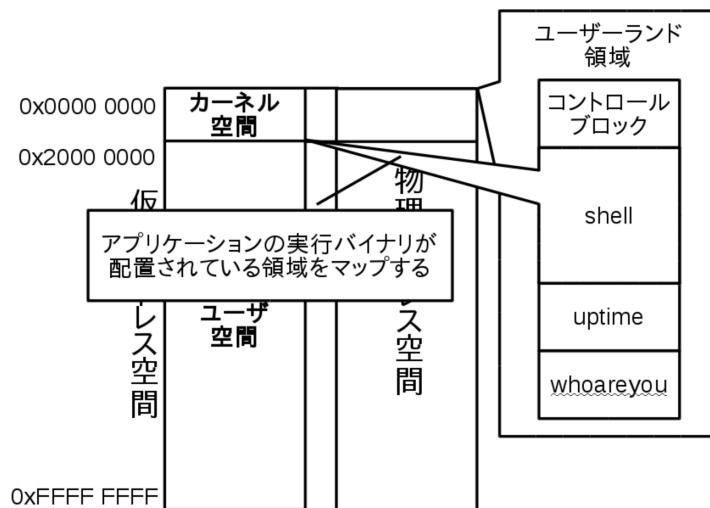 ユーザーランド
領域
0x0000 0000
カーネル
空間
コントロール
ブロック
0x2000 0000
shell
アプリケーションの実行バイナリが
配置されている領域をマップする
ユーザ
空間
uptime
whoareyou
0xFFFF FFFF
仮
レス空間
物理
レス空間